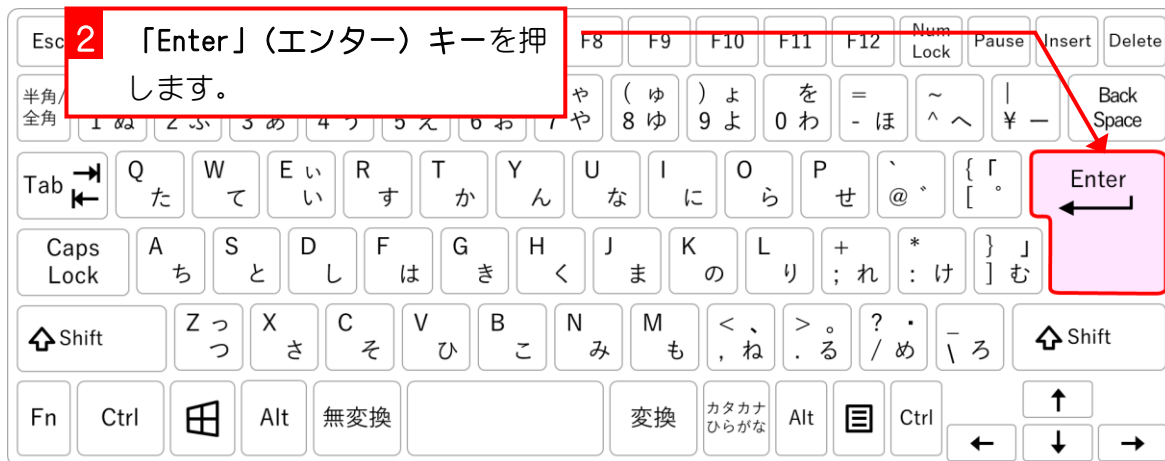 2 「Enter」(エンター) キーを押
します。
Esc F8 F9 F10 F11 F12 Num Lock Pause Insert Delete
半角/全角 1 ぬ 2 ふ 3 あ 4 う 5 え 6 お や 7 や ( ゅ 8 ゆ ) ょ 9 よ を 0 わ = - ほ ~ ^ へ | ¥ ー Back Space
Tab Q た W て E ぃ い R す T か Y ん U な I に O ら P せ ` @ ゛ { 「 [ ゜ Enter
Caps Lock A ち S と D し F は G き H く J ま K の L り + ; れ * : け } 」 ] む
Shift Z っ つ X さ C そ V ひ B こ N み M も < 、 , ね > 。 . る ? ・ / め _ \ ろ Shift
Fn Ctrl Alt 無変換 変換 カタカナ ひらがな Alt Ctrl ↑
← ↓ →